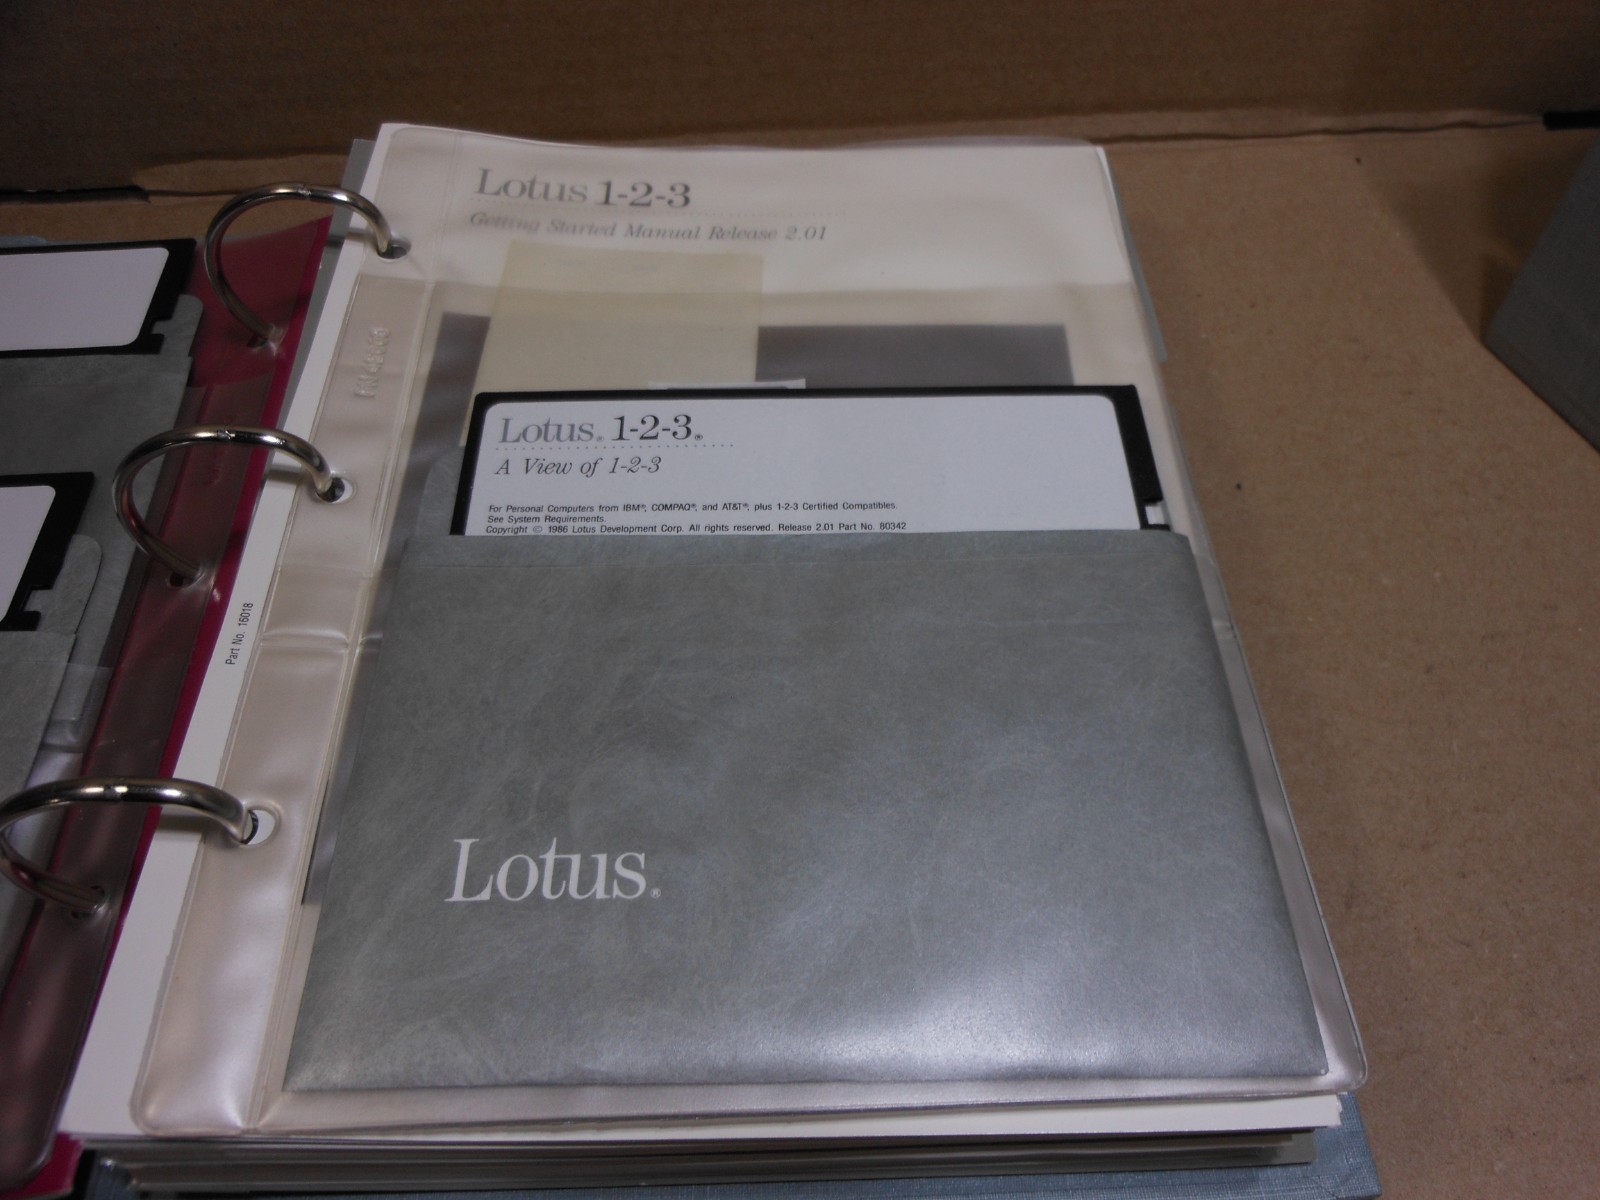 Lotus 1-2-3
Getting Started Manual Release 2.01
Lotus® 1-2-3®
A View of 1-2-3
For Personal Computers from IBM®, COMPAQ®, and AT&T®, plus 1-2-3 Certified Compatibles.
See System Requirements.
Copyright © 1986 Lotus Development Corp. All rights reserved. Release 2.01 Part No. 80342
Part No. 16018
Lotus®